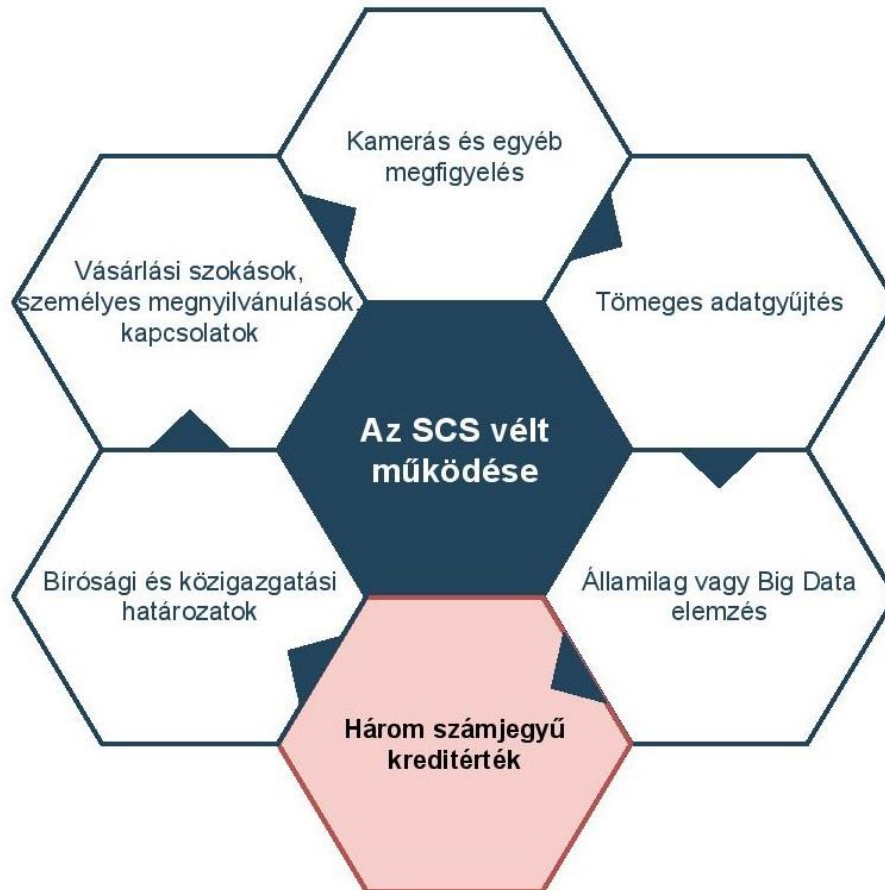 Kamerás és egyéb
megfigyelés
Vásárlási szokások,
személyes megnyilvánulások,
kapcsolatok
Tömeges adatgyűjtés
Az SCS vélt
működése
Bírósági és közigazgatási
határozatok
Államilag vagy Big Data
elemzés
Három számjegyű
kreditérték